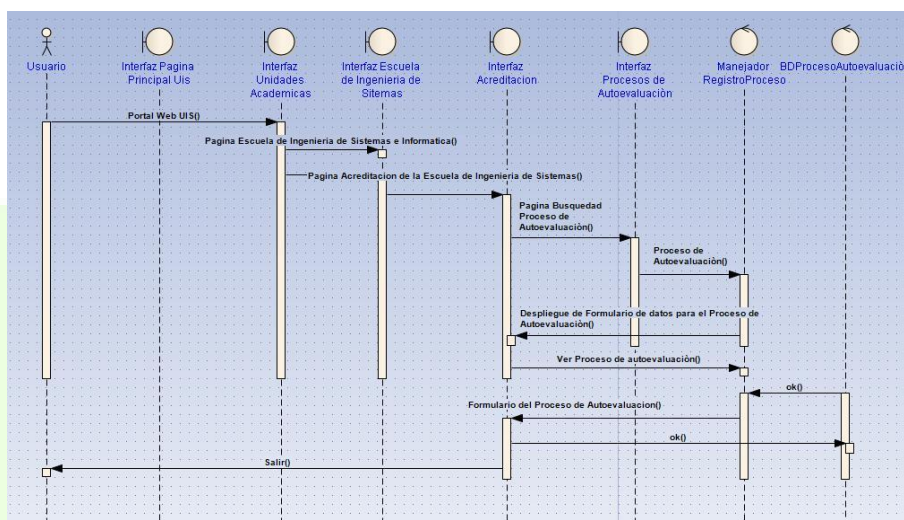 Usuario
Interfaz Pagina
Principal Uis
Interfaz
Unidades
Academicas
Interfaz Escuela
de Ingenieria de
Sitemas
Interfaz
Acreditacion
Interfaz
Procesos de
Autoevaluaciòn
Manejador
RegistroProceso
BDProcesoAutoevaluaciò
Portal Web UIS()
Pagina Escuela de Ingenieria de Sistemas e Informatica()
Pagina Acreditacion de la Escuela de Ingenieria de Sistemas()
Pagina Busquedad
Proceso de
Autoevaluaciòn()
Proceso de
Autoevaluaciòn()
Despliegue de Formulario de datos para el Proceso de
Autoevaluaciòn()
Ver Proceso de autoevaluaciòn()
ok()
Formulario del Proceso de Autoevaluacion()
ok()
Salir()